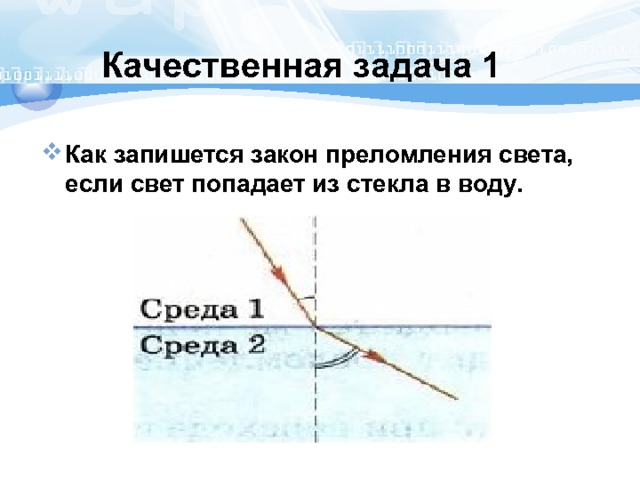 Качественная задача 1
Как запишется закон преломления света,
если свет попадает из стекла в воду.
Среда 1
Среда 2